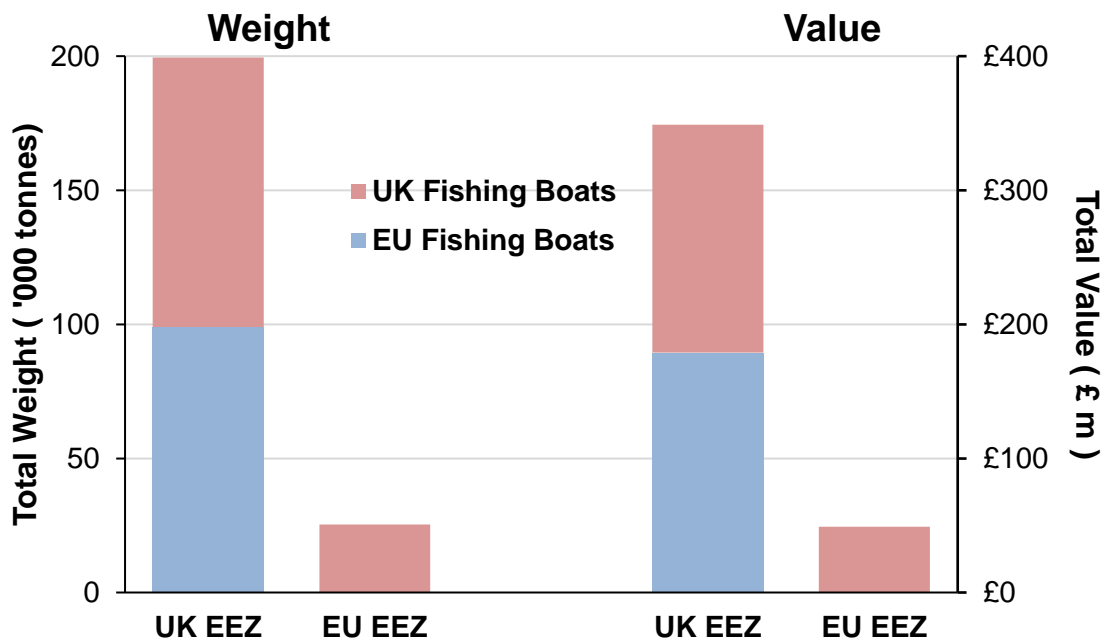 Weight
Value
Total Weight ( '000 tonnes)
200
150
100
50
0
UK Fishing Boats
EU Fishing Boats
£400
£300
£200
£100
£0
Total Value ( £ m )
UK EEZ
EU EEZ
UK EEZ
EU EEZ